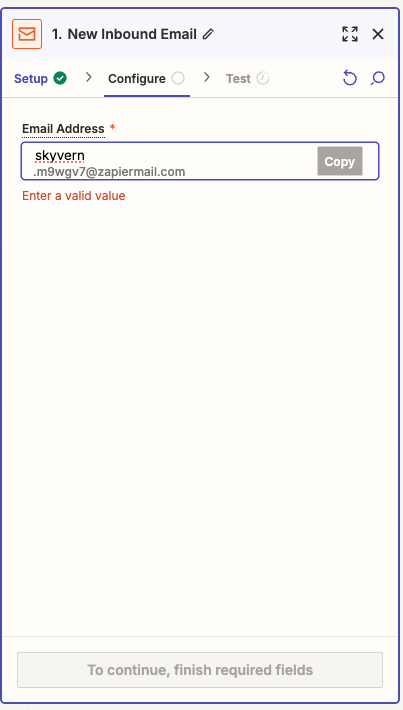 1. New Inbound Email
Setup Configure Test
Email Address *
skyvern
.m9wgv7@zapiermail.com
Copy
Enter a valid value
To continue, finish required fields